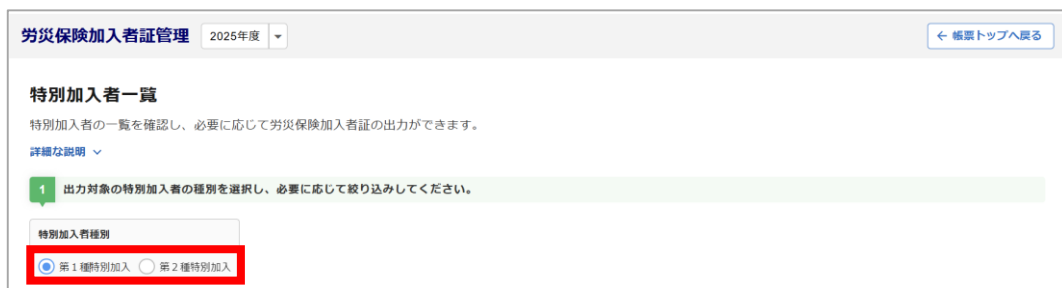 労災保険加入者証管理 2025年度 ← 帳票トップへ戻る
特別加入者一覧
特別加入者の一覧を確認し、必要に応じて労災保険加入者証の出力ができます。
詳細な説明
1 出力対象の特別加入者の種別を選択し、必要に応じて絞り込みしてください。
特別加入者種別
第1種特別加入 第2種特別加入